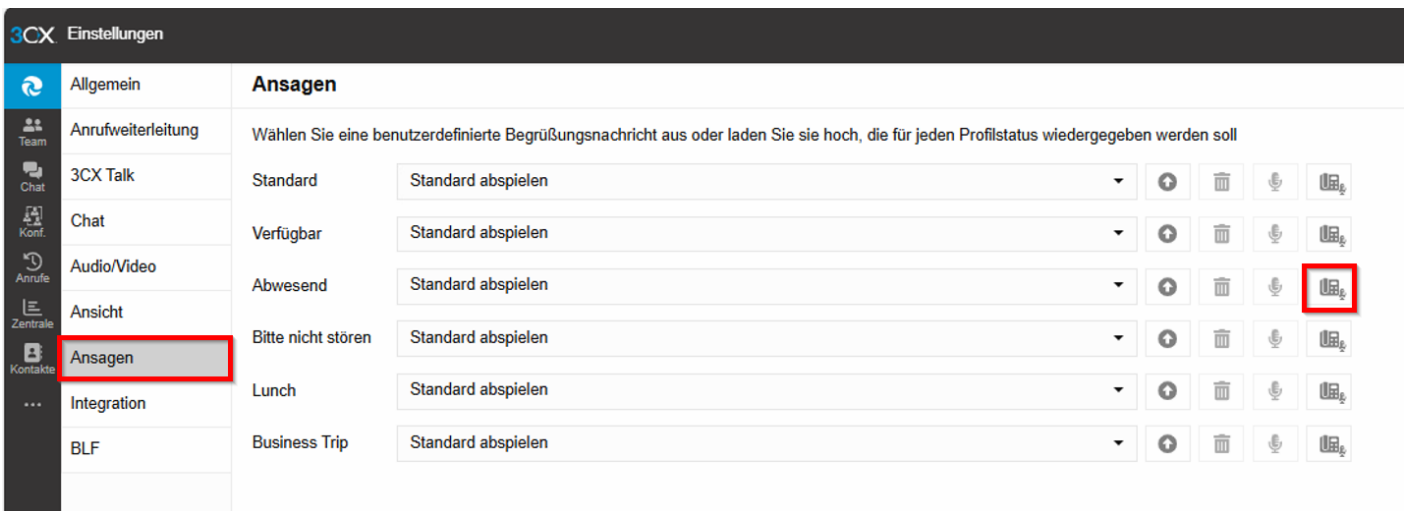 3CX Einstellungen
Allgemein
Ansagen
Team
Anrufweiterleitung
Wählen Sie eine benutzerdefinierte Begrüßungsnachricht aus oder laden Sie sie hoch, die für jeden Profilstatus wiedergegeben werden soll
Chat
3CX Talk
Standard
Standard abspielen
Konf.
Chat
Verfügbar
Standard abspielen
Anrufe
Audio/Video
Abwesend
Standard abspielen
Zentrale
Ansicht
Bitte nicht stören
Standard abspielen
Kontakte
Ansagen
Lunch
Standard abspielen
...
Integration
Business Trip
Standard abspielen
BLF